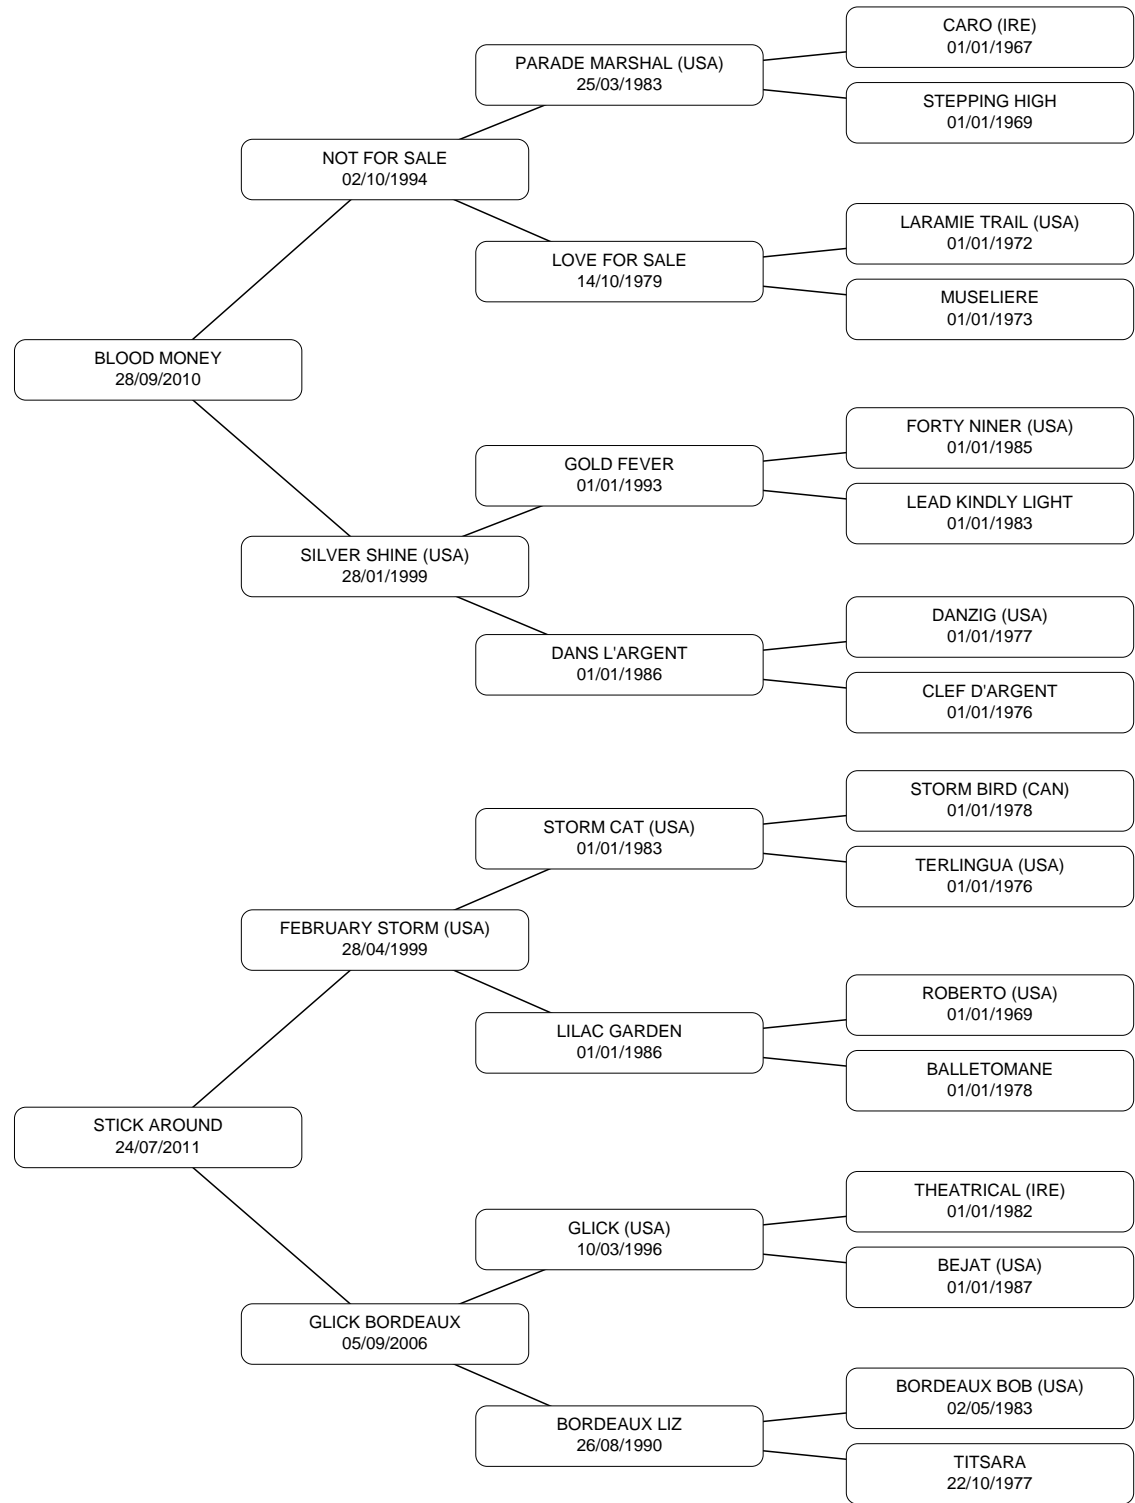 CARO (IRE)
01/01/1967
PARADE MARSHAL (USA)
25/03/1983
STEPPING HIGH
01/01/1969
NOT FOR SALE
02/10/1994
LARAMIE TRAIL (USA)
01/01/1972
LOVE FOR SALE
14/10/1979
MUSELIERE
01/01/1973
BLOOD MONEY
28/09/2010
FORTY NINER (USA)
01/01/1985
GOLD FEVER
01/01/1993
LEAD KINDLY LIGHT
01/01/1983
SILVER SHINE (USA)
28/01/1999
DANZIG (USA)
01/01/1977
DANS L'ARGENT
01/01/1986
CLEF D'ARGENT
01/01/1976
STORM BIRD (CAN)
01/01/1978
STORM CAT (USA)
01/01/1983
TERLINGUA (USA)
01/01/1976
FEBRUARY STORM (USA)
28/04/1999
ROBERTO (USA)
01/01/1969
LILAC GARDEN
01/01/1986
BALLETOMANE
01/01/1978
STICK AROUND
24/07/2011
THEATRICAL (IRE)
01/01/1982
GLICK (USA)
10/03/1996
BEJAT (USA)
01/01/1987
GLICK BORDEAUX
05/09/2006
BORDEAUX BOB (USA)
02/05/1983
BORDEAUX LIZ
26/08/1990
TITSARA
22/10/1977